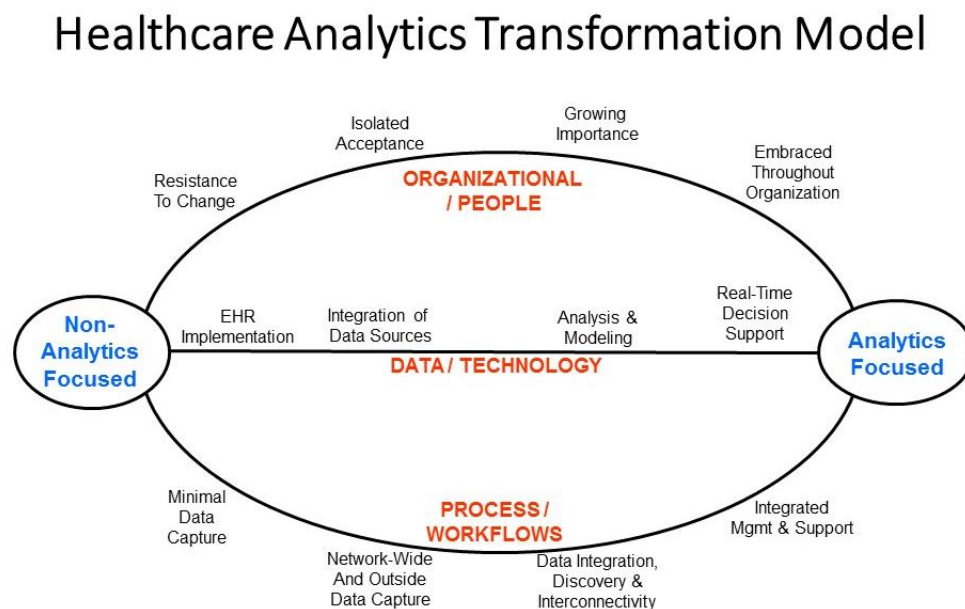 Healthcare Analytics Transformation Model
Isolated
Acceptance
Growing
Importance
Resistance
To Change
Embraced
Throughout
Organization
ORGANIZATIONAL
/ PEOPLE
Non-
Analytics
Focused
EHR
Implementation
Integration of
Data Sources
Analysis &
Modeling
Real-Time
Decision
Support
DATA / TECHNOLOGY
Analytics
Focused
Minimal
Data
Capture
Network-Wide
And Outside
Data Capture
PROCESS /
WORKFLOWS
Data Integration,
Discovery &
Interconnectivity
Integrated
Mgmt & Support